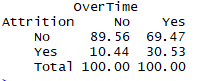 OverTime
Attrition No Yes
No 89.56 69.47
Yes 10.44 30.53
Total 100.00 100.00